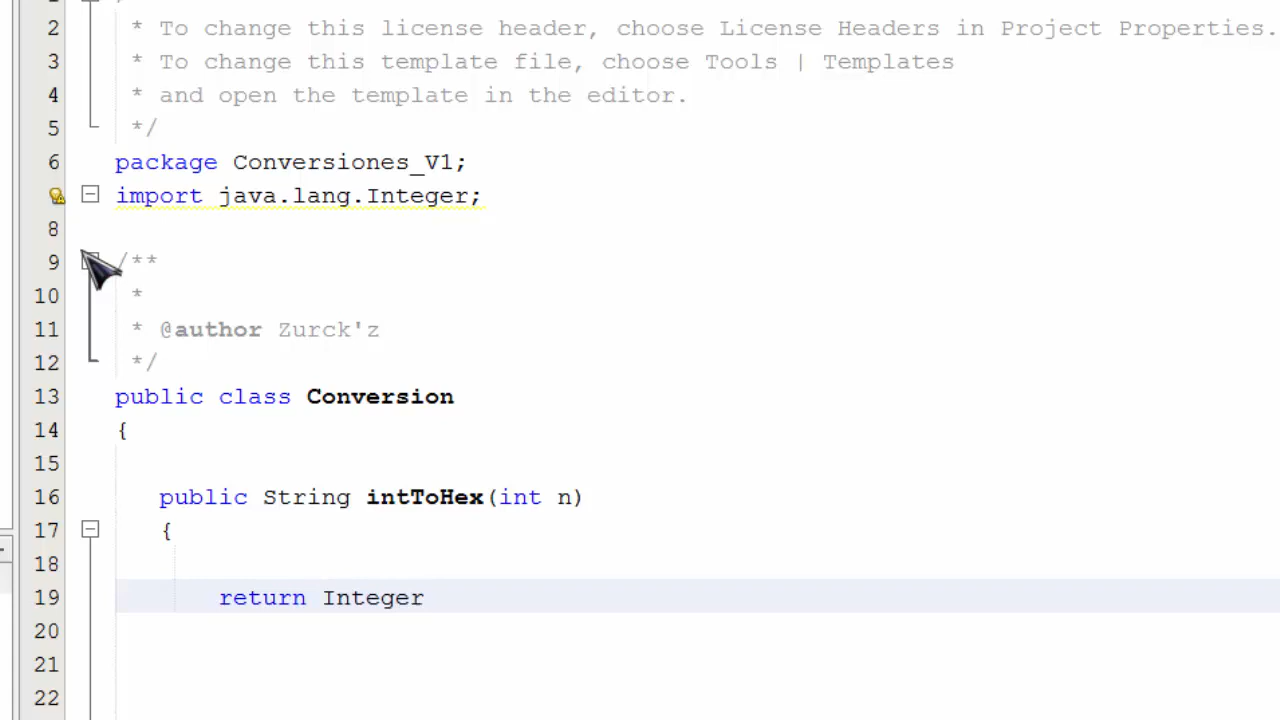 2 * To change this license header, choose License Headers in Project Properties.
3 * To change this template file, choose Tools | Templates
4 * and open the template in the editor.
5 */
6 package Conversiones_V1;
import java.lang.Integer;
8
9 /**
10 *
11 * @author Zurck'z
12 */
13 public class Conversion
14 {
15
16 public String intToHex(int n)
17 {
18
19 return Integer
20
21
22